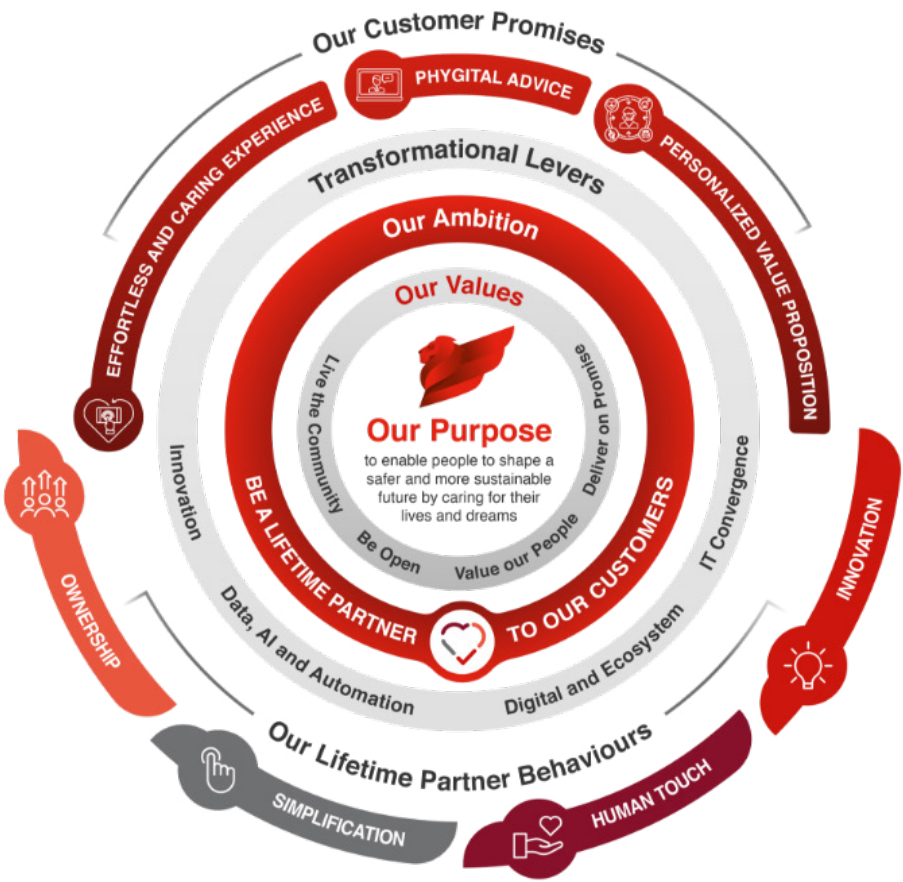 Our Customer Promises
EFFORTLESS AND CARING EXPERIENCE
PHYGITAL ADVICE
PERSONALIZED VALUE PROPOSITION
Transformational Levers
Innovation
Data, AI and Automation
Digital and Ecosystem
IT Convergence
Our Ambition
BE A LIFETIME PARTNER
TO OUR CUSTOMERS
Our Values
Live the Community
Be Open
Value our People
Deliver on Promise
Our Purpose
to enable people to shape a
safer and more sustainable
future by caring for their
lives and dreams
Our Lifetime Partner Behaviours
OWNERSHIP
SIMPLIFICATION
HUMAN TOUCH
INNOVATION